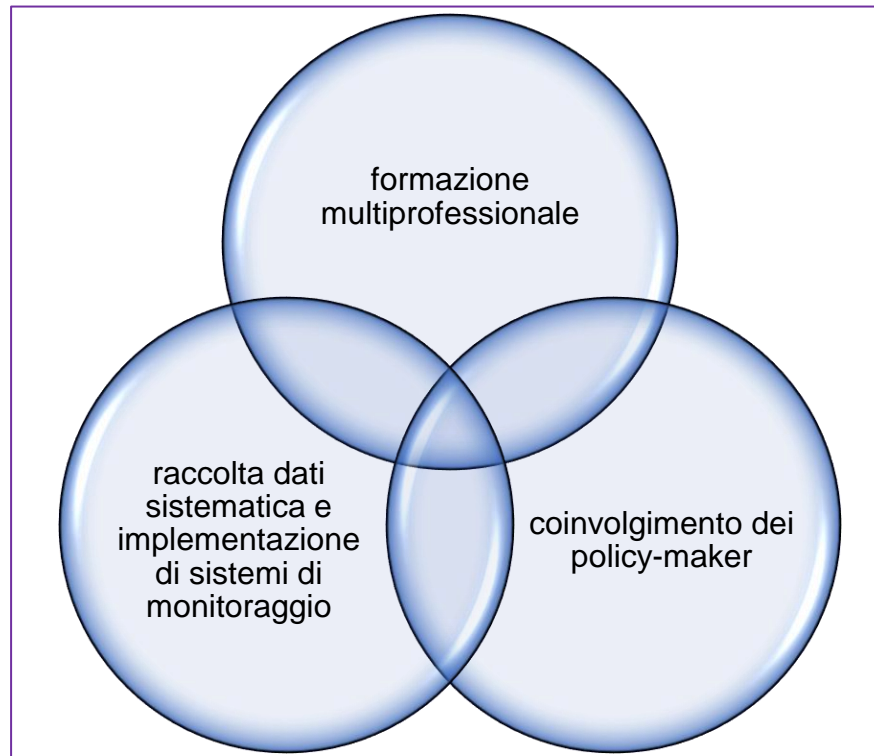 formazione
multiprofessionale
raccolta dati
sistematica e
implementazione
di sistemi di
monitoraggio
coinvolgimento dei
policy-maker